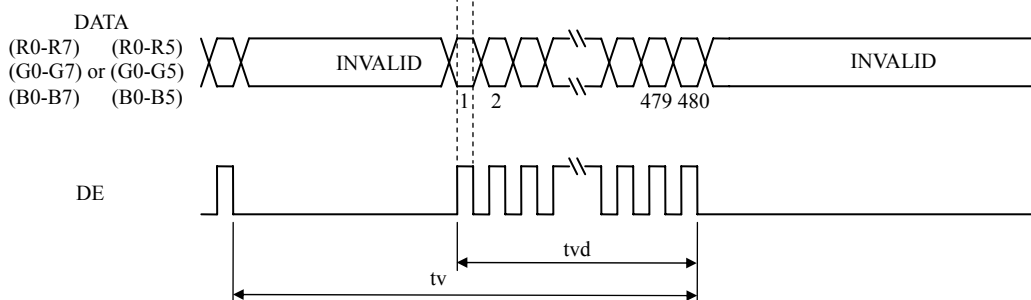 DATA
(R0-R7) (R0-R5)
(G0-G7) or (G0-G5)
(B0-B7) (B0-B5)
INVALID
INVALID
1 2 479 480
DE
tvd
tv